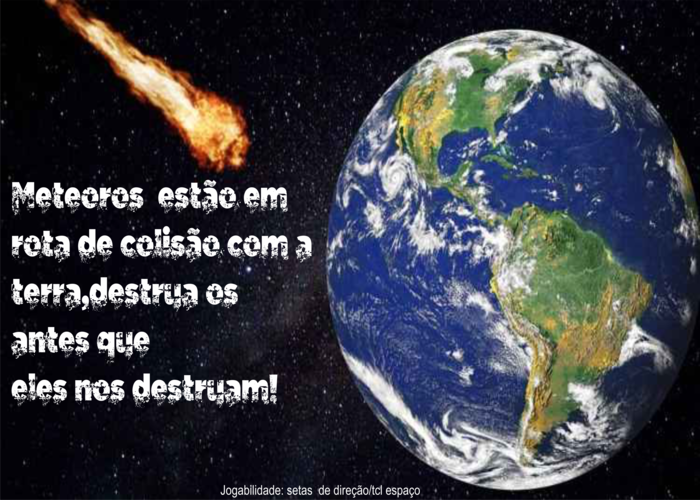 Meteoros estão em
rota de colisão com a
terra,destrua os
antes que
eles nos destruam!
Jogabilidade: setas de direção/tcl espaço